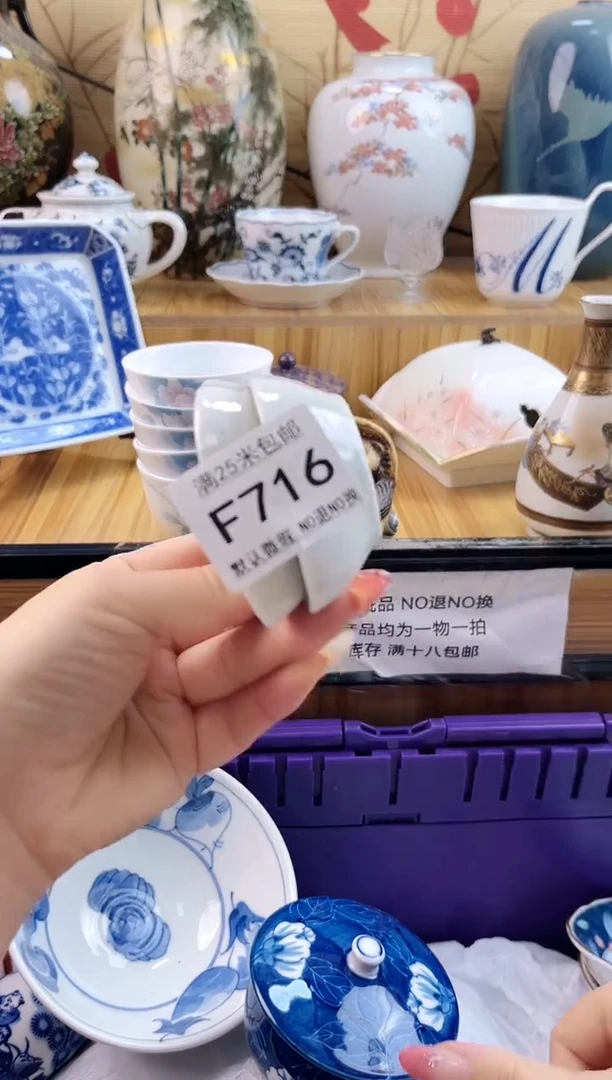 满25米包邮
F716
默认微瑕 NO退NO换
品 NO退NO换
品均为一物一拍
库存 满十八包邮